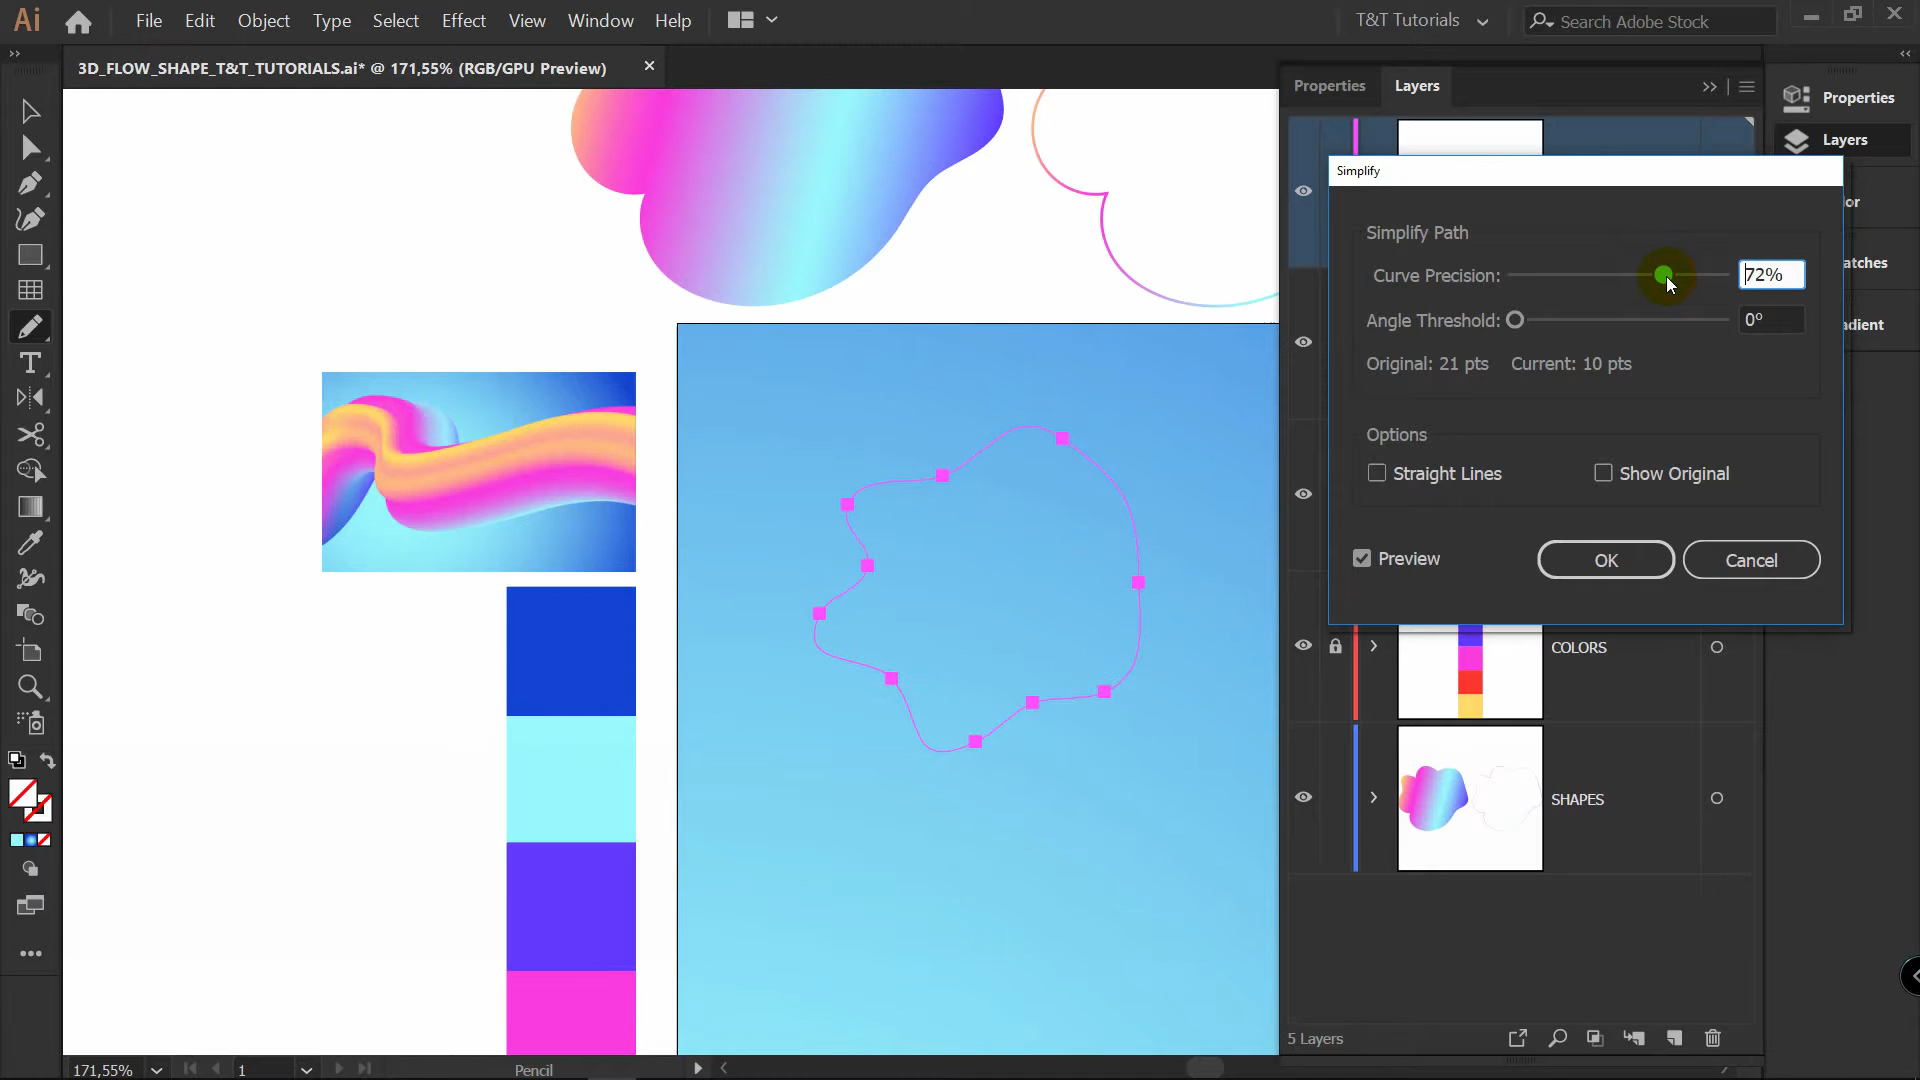 Ai File Edit Object Type Select Effect View Window Help T&T Tutorials Search Adobe Stock
3D_FLOW_SHAPE_T&T_TUTORIALS.ai* @ 171,55% (RGB/GPU Preview)
Properties Layers
Properties
Layers
Simplify
Simplify Path
Curve Precision: 72%
Angle Threshold: 0º
Original: 21 pts Current: 10 pts
Options
Straight Lines Show Original
Preview OK Cancel
or
atches
adient
COLORS
SHAPES
5 Layers
171,55% 1 Pencil